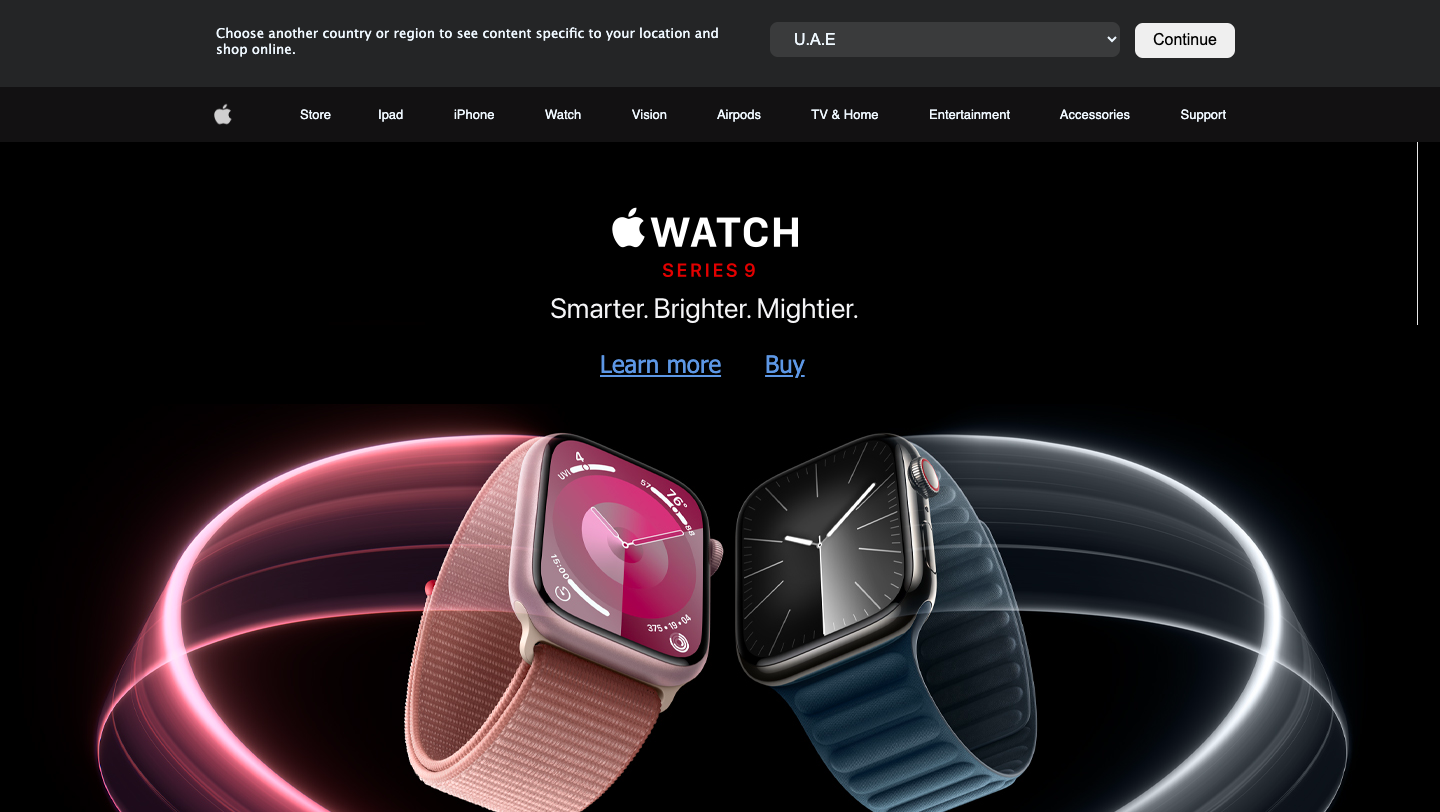 Choose another country or region to see content specific to your location and
shop online.
U.A.E
Continue
Store Ipad iPhone Watch Vision Airpods TV & Home Entertainment Accessories Support
WATCH
SERIES 9
Smarter. Brighter. Mightier.
Learn more Buy
4
UVI
57 76° 88
15:00
375 • 19 • 04